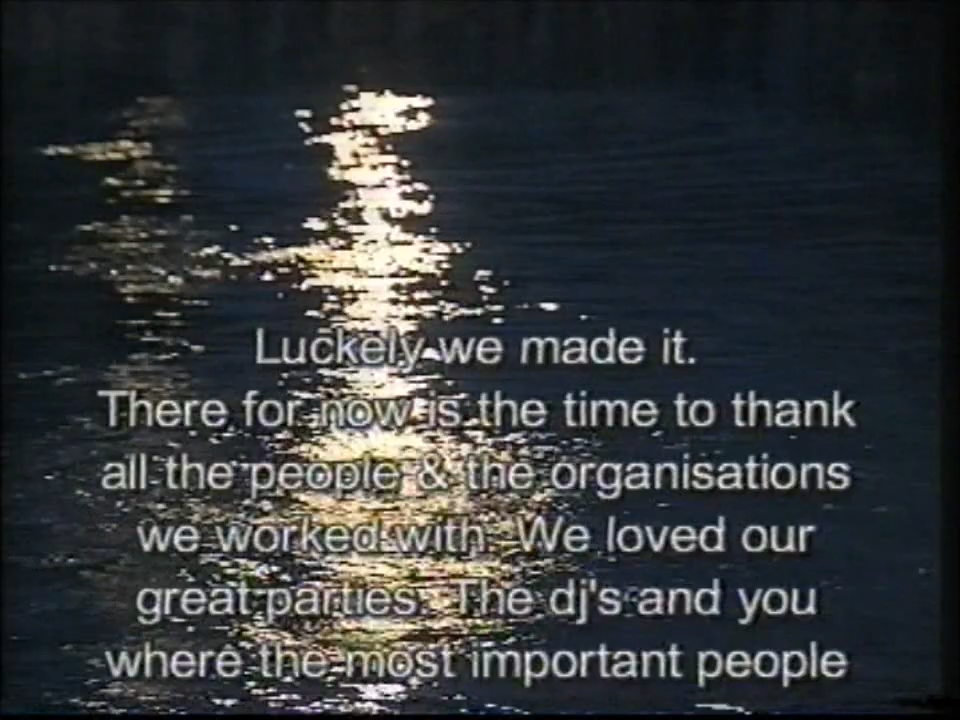 Luckely we made it.
There for now is the time to thank
all the people & the organisations
we worked with. We loved our
great parties. The dj's and you
where the most important people